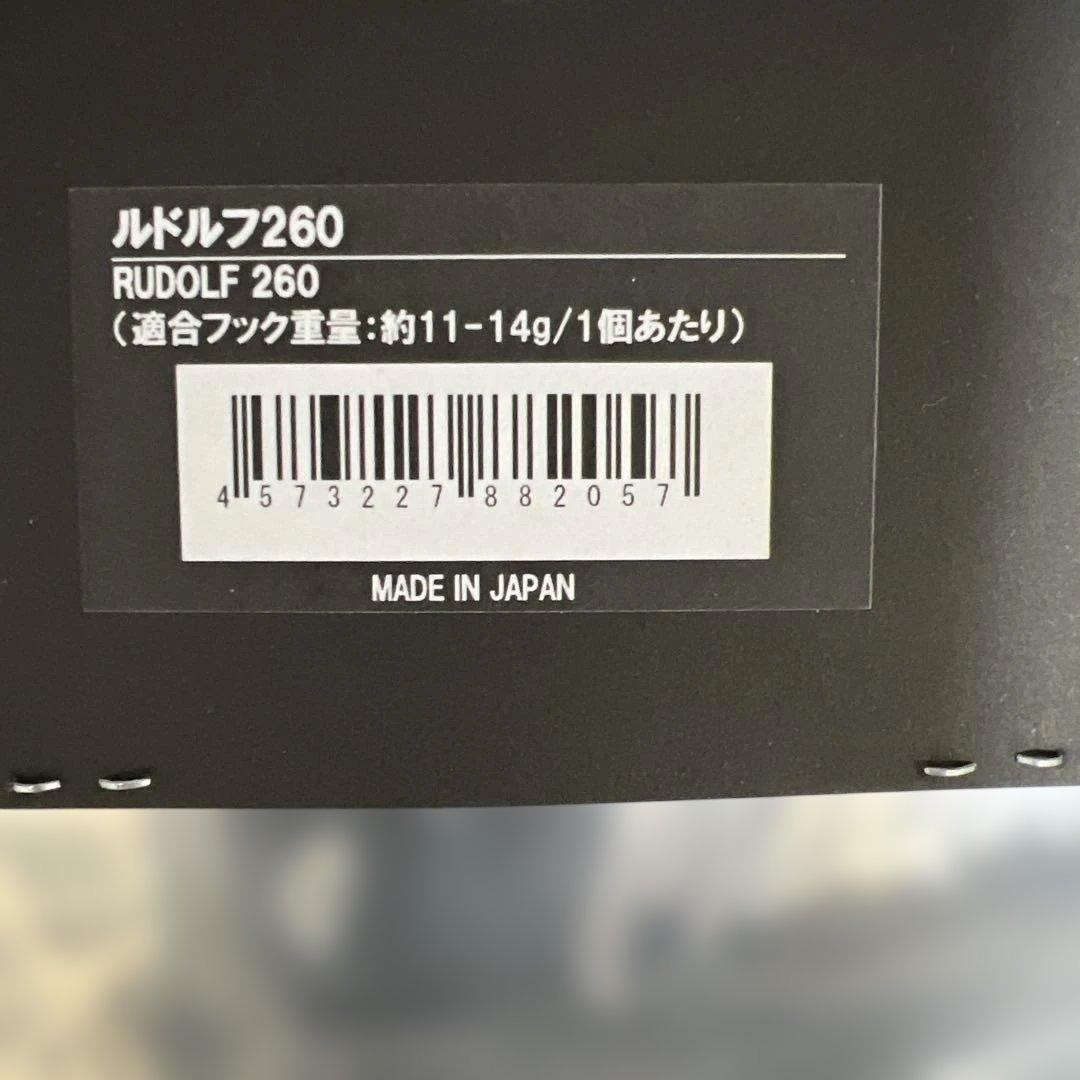 ルドルフ260
RUDOLF 260
(適合フック重量:約11-14g/1個あたり)
4 573227 882057
MADE IN JAPAN